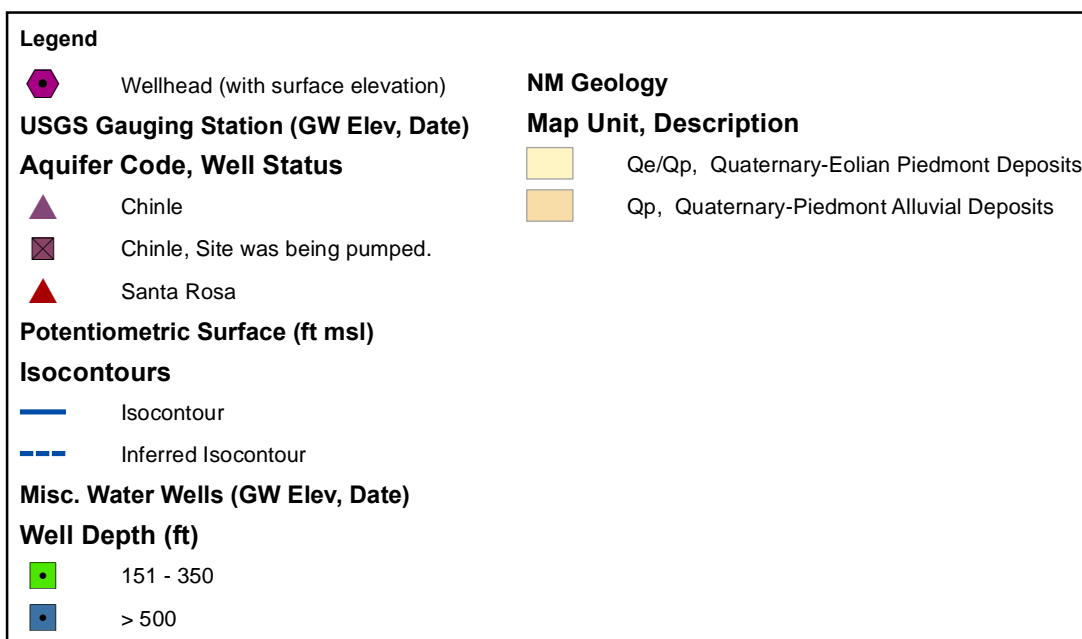 Legend
Wellhead (with surface elevation)
USGS Gauging Station (GW Elev, Date)
Aquifer Code, Well Status
Chinle
Chinle, Site was being pumped.
Santa Rosa
Potentiometric Surface (ft msl)
Isocontours
Isocontour
Inferred Isocontour
Misc. Water Wells (GW Elev, Date)
Well Depth (ft)
151 - 350
> 500
NM Geology
Map Unit, Description
Qe/Qp, Quaternary-Eolian Piedmont Deposits
Qp, Quaternary-Piedmont Alluvial Deposits